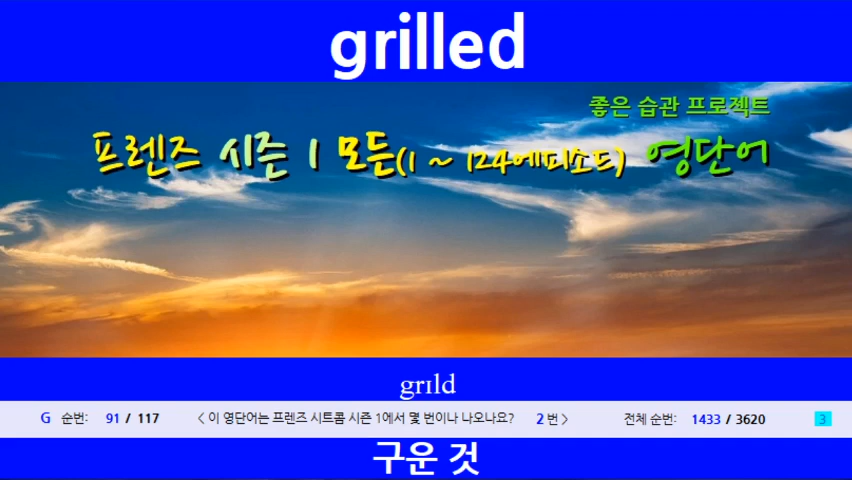 grilled
좋은 습관 프로젝트
프렌즈 시즌 1 모든(1 ~ 124에피소드) 영단어
grɪld
G 순번: 91 / 117 < 이 영단어는 프렌즈 시트콤 시즌 1에서 몇 번이나 나오나요? 2 번 > 전체 순번: 1433 / 3620 3
구운 것